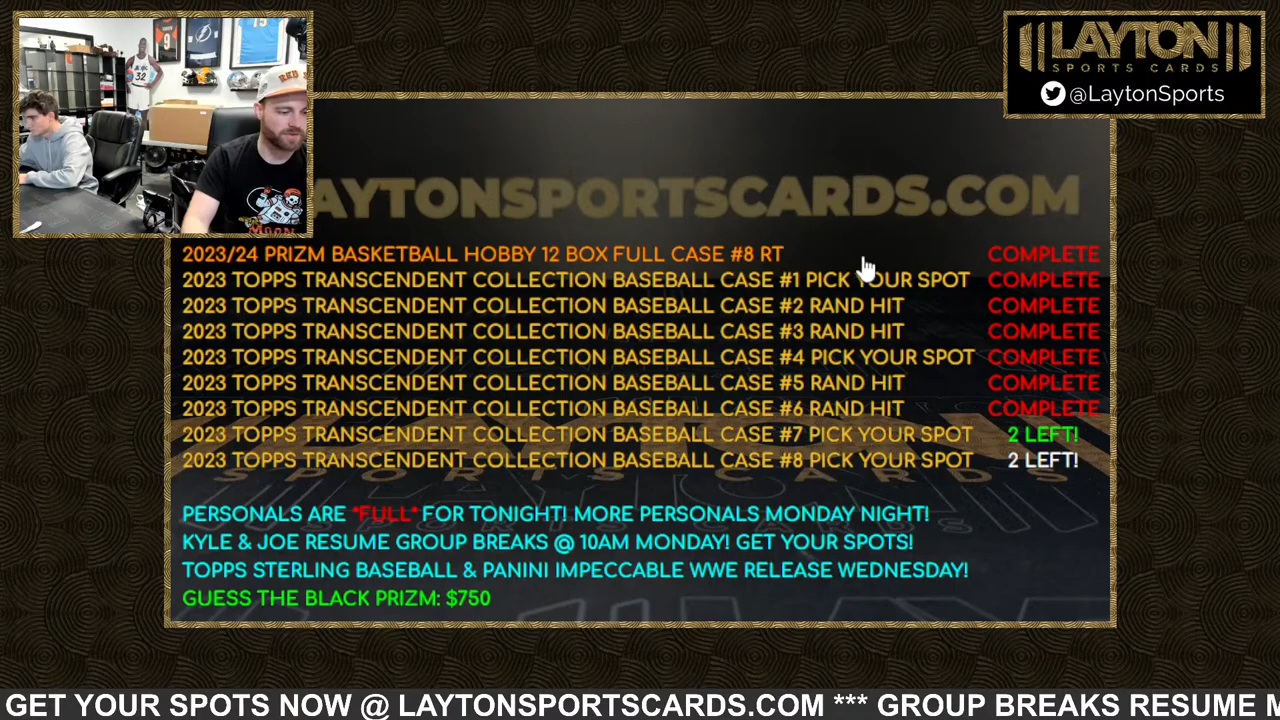 LAYTON
SPORTS CARDS
@LaytonSports
LAYTONSPORTSCARDS.COM
2023/24 PRIZM BASKETBALL HOBBY 12 BOX FULL CASE #8 RT COMPLETE
2023 TOPPS TRANSCENDENT COLLECTION BASEBALL CASE #1 PICK YOUR SPOT COMPLETE
2023 TOPPS TRANSCENDENT COLLECTION BASEBALL CASE #2 RAND HIT COMPLETE
2023 TOPPS TRANSCENDENT COLLECTION BASEBALL CASE #3 RAND HIT COMPLETE
2023 TOPPS TRANSCENDENT COLLECTION BASEBALL CASE #4 PICK YOUR SPOT COMPLETE
2023 TOPPS TRANSCENDENT COLLECTION BASEBALL CASE #5 RAND HIT COMPLETE
2023 TOPPS TRANSCENDENT COLLECTION BASEBALL CASE #6 RAND HIT COMPLETE
2023 TOPPS TRANSCENDENT COLLECTION BASEBALL CASE #7 PICK YOUR SPOT 2 LEFT!
2023 TOPPS TRANSCENDENT COLLECTION BASEBALL CASE #8 PICK YOUR SPOT 2 LEFT!
SPORTS CARDS
PERSONALS ARE *FULL* FOR TONIGHT! MORE PERSONALS MONDAY NIGHT!
KYLE & JOE RESUME GROUP BREAKS @ 10AM MONDAY! GET YOUR SPOTS!
TOPPS STERLING BASEBALL & PANINI IMPECCABLE WWE RELEASE WEDNESDAY!
GUESS THE BLACK PRIZM: $750
GET YOUR SPOTS NOW @ LAYTONSPORTSCARDS.COM *** GROUP BREAKS RESUME M